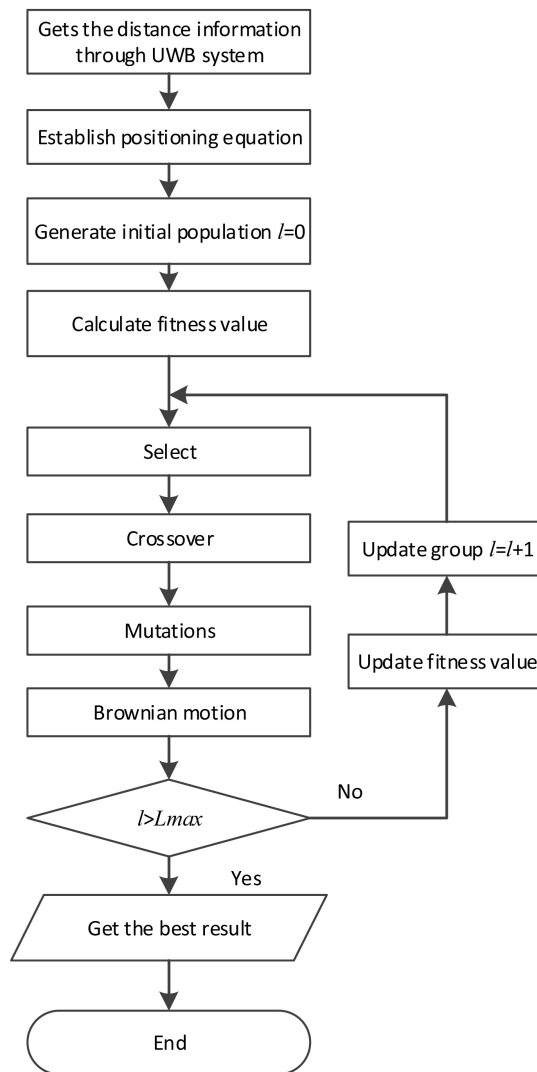 Gets the distance information
through UWB system
Establish positioning equation
Generate initial population l=0
Calculate fitness value
Select
Crossover
Mutations
Brownian motion
l>Lmax
No
Update fitness value
Update group l=l+1
Yes
Get the best result
End